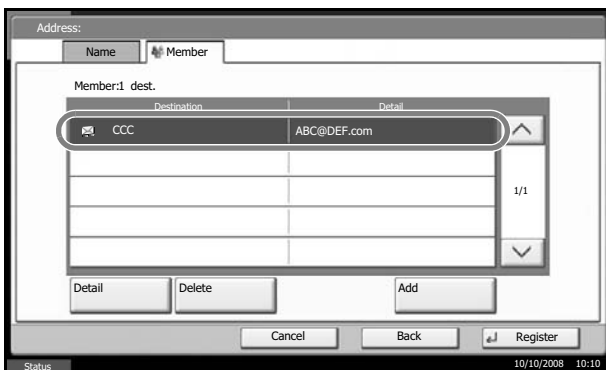 Address:
Name Member
Member:1 dest.
Destination Detail
CCC ABC@DEF.com
1/1
Detail Delete Add
Cancel Back Register
Status 10/10/2008 10:10